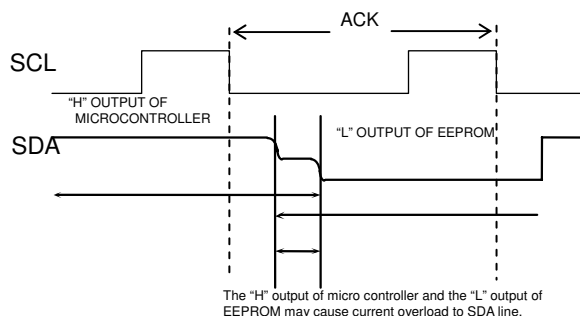 ACK
SCL
"H" OUTPUT OF
MICROCONTROLLER
"L" OUTPUT OF EEPROM
SDA
The "H" output of micro controller and the "L" output of
EEPROM may cause current overload to SDA line.